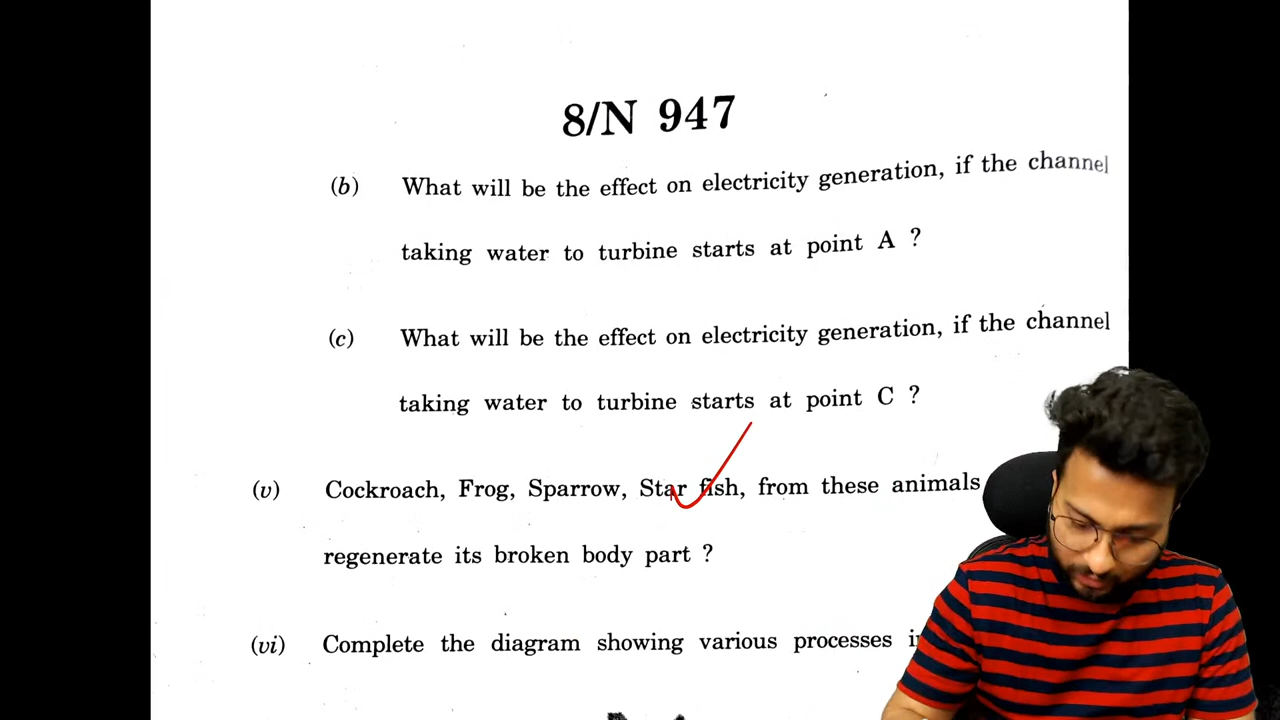 8/N 947
(b) What will be the effect on electricity generation, if the channel
taking water to turbine starts at point A ?
(c) What will be the effect on electricity generation, if the channel
taking water to turbine starts at point C ?
(v) Cockroach, Frog, Sparrow, Star fish, from these animals
regenerate its broken body part ?
(vi) Complete the diagram showing various processes